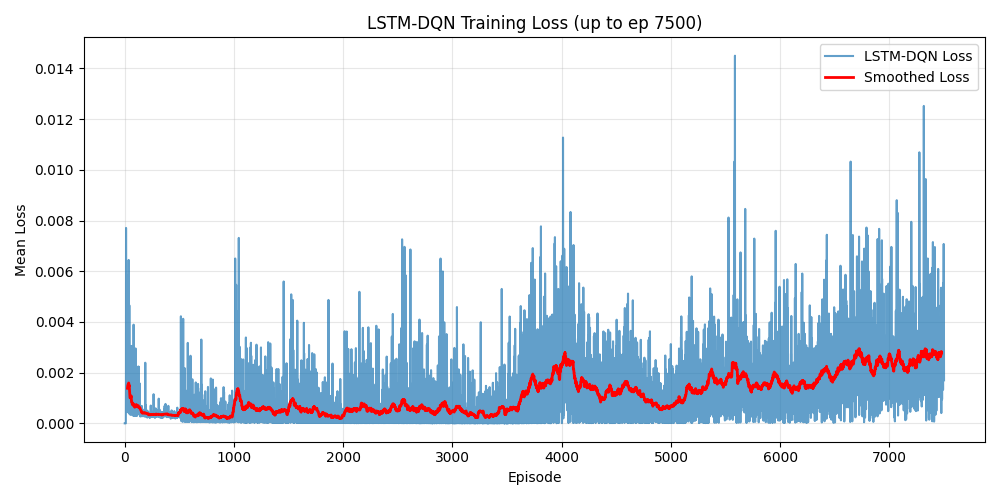 LSTM-DQN Training Loss (up to ep 7500)
LSTM-DQN Loss
Smoothed Loss
Mean Loss
0.014
0.012
0.010
0.008
0.006
0.004
0.002
0.000
0 1000 2000 3000 4000 5000 6000 7000
Episode